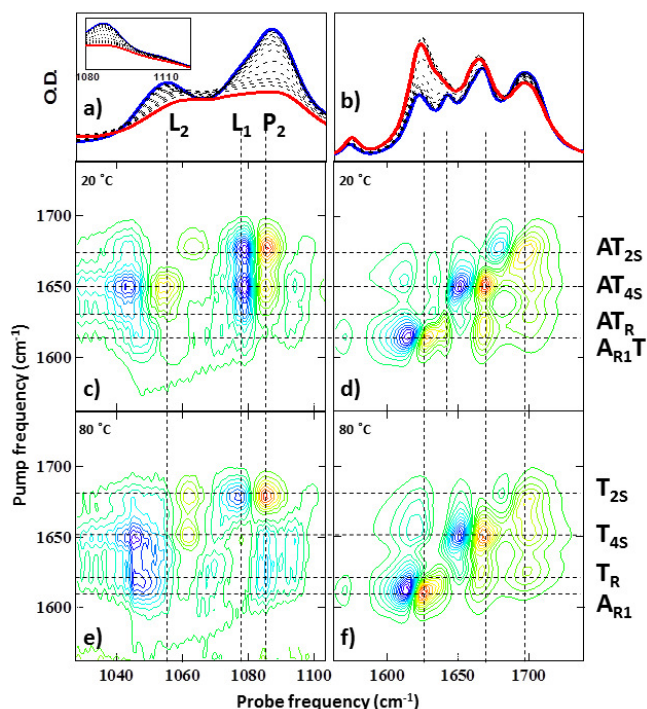 O.D.
1080
1110
a)
L2
L1
P2
b)
20 ˚C
20 ˚C
1700
1650
1600
c)
d)
AT2S
AT4S
ATR
AR1T
80 ˚C
80 ˚C
1700
1650
1600
e)
f)
T2S
T4S
TR
AR1
Pump frequency (cm-1)
1040
1060
1080
1100
1600
1650
1700
Probe frequency (cm-1)